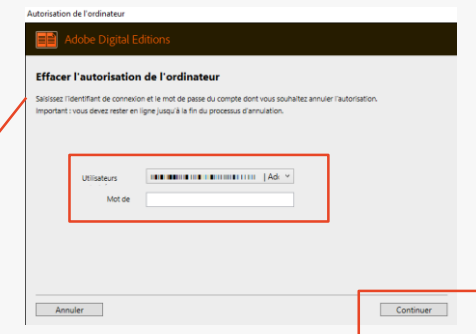 Autorisation de l'ordinateur
Adobe Digital Editions
Effacer l'autorisation de l'ordinateur
Saisissez l'identifiant de connexion et le mot de passe du compte dont vous souhaitez annuler l'autorisation.
Important : vous devez rester en ligne jusqu'à la fin du processus d'annulation.
Utilisateurs
| Ad
Mot de
Annuler
Continuer